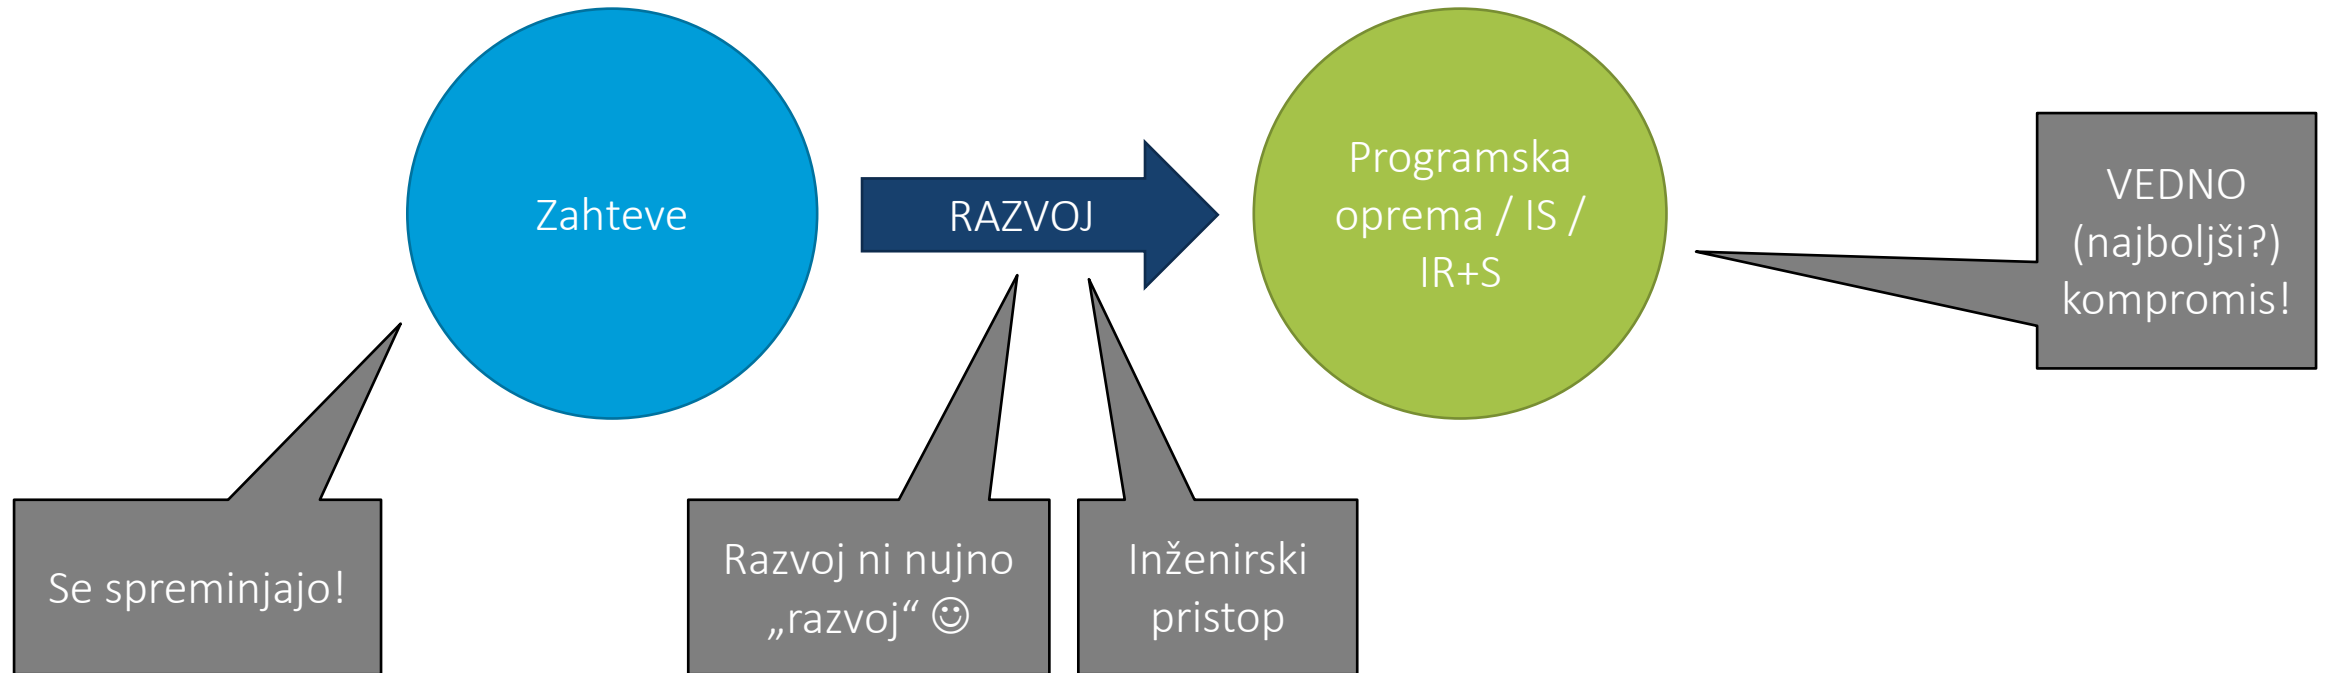 Zahteve
RAZVOJ
Programska
oprema / IS /
IR+S
VEDNO
(najboljši?)
kompromis!
Se spreminjajo!
Razvoj ni nujno
„razvoj“ ☺
Inženirski
pristop